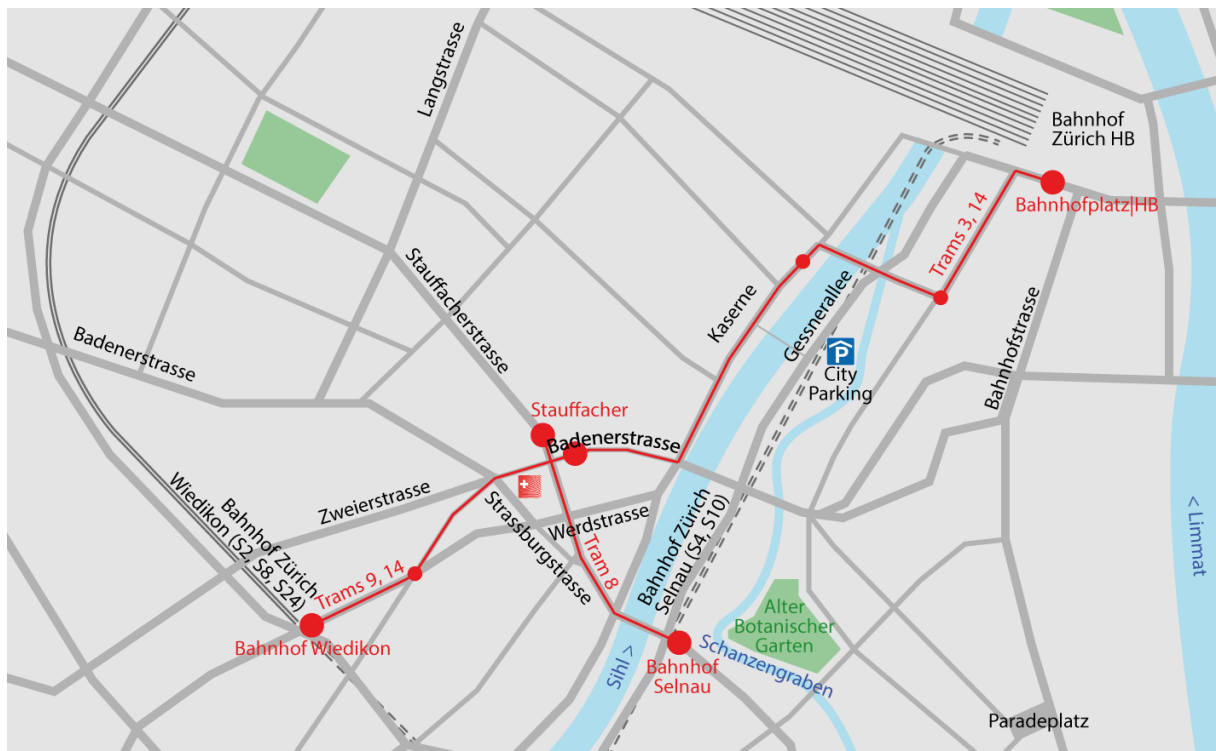 Langstrasse
Bahnhof
Zürich HB
Bahnhofplatz|HB
Trams 3, 14
Stauffacherstrasse
Kaserne
Gessnerallee
Bahnhofstrasse
Badenerstrasse
P
City
Parking
Stauffacher
Badenerstrasse
Zweierstrasse
Strassburgstrasse
Werdstrasse
Bahnhof Zürich
Selnau (S4, S10)
< Limmat
Bahnhof Zürich
Wiedikon (S2, S8, S24)
Trams 9, 14
Tram 8
Alter
Botanischer
Garten
Bahnhof Wiedikon
Sihl >
Bahnhof
Selnau
Schanzengraben
Paradeplatz